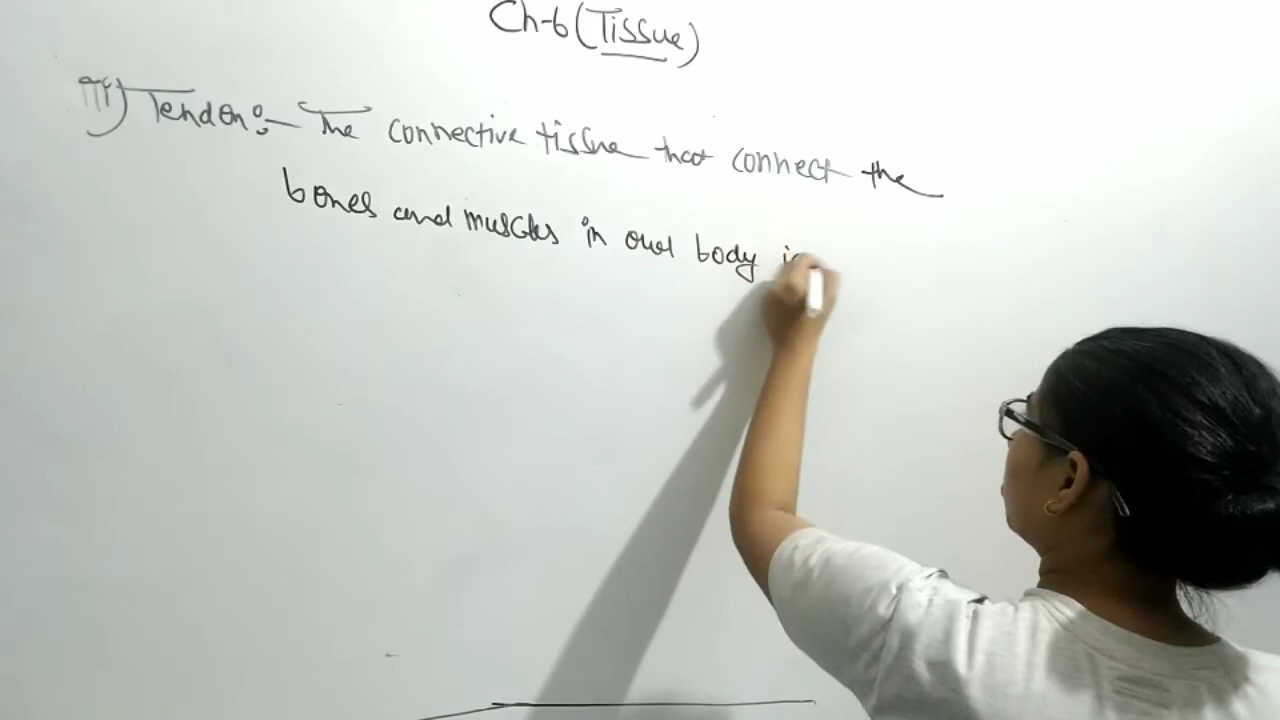 Ch-6 (Tissue)
iii) Tendon:- The connective tissue that connect the
bones and muscles in our body is